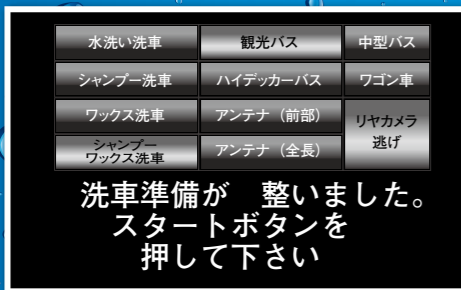 水洗い洗車
観光バス
中型バス
シャンプー洗車
ハイデッカーバス
ワゴン車
ワックス洗車
アンテナ（前部）
リヤカメラ
逃げ
シャンプー
ワックス洗車
アンテナ（全長）
洗車準備が　整いました。
スタートボタンを
押して下さい